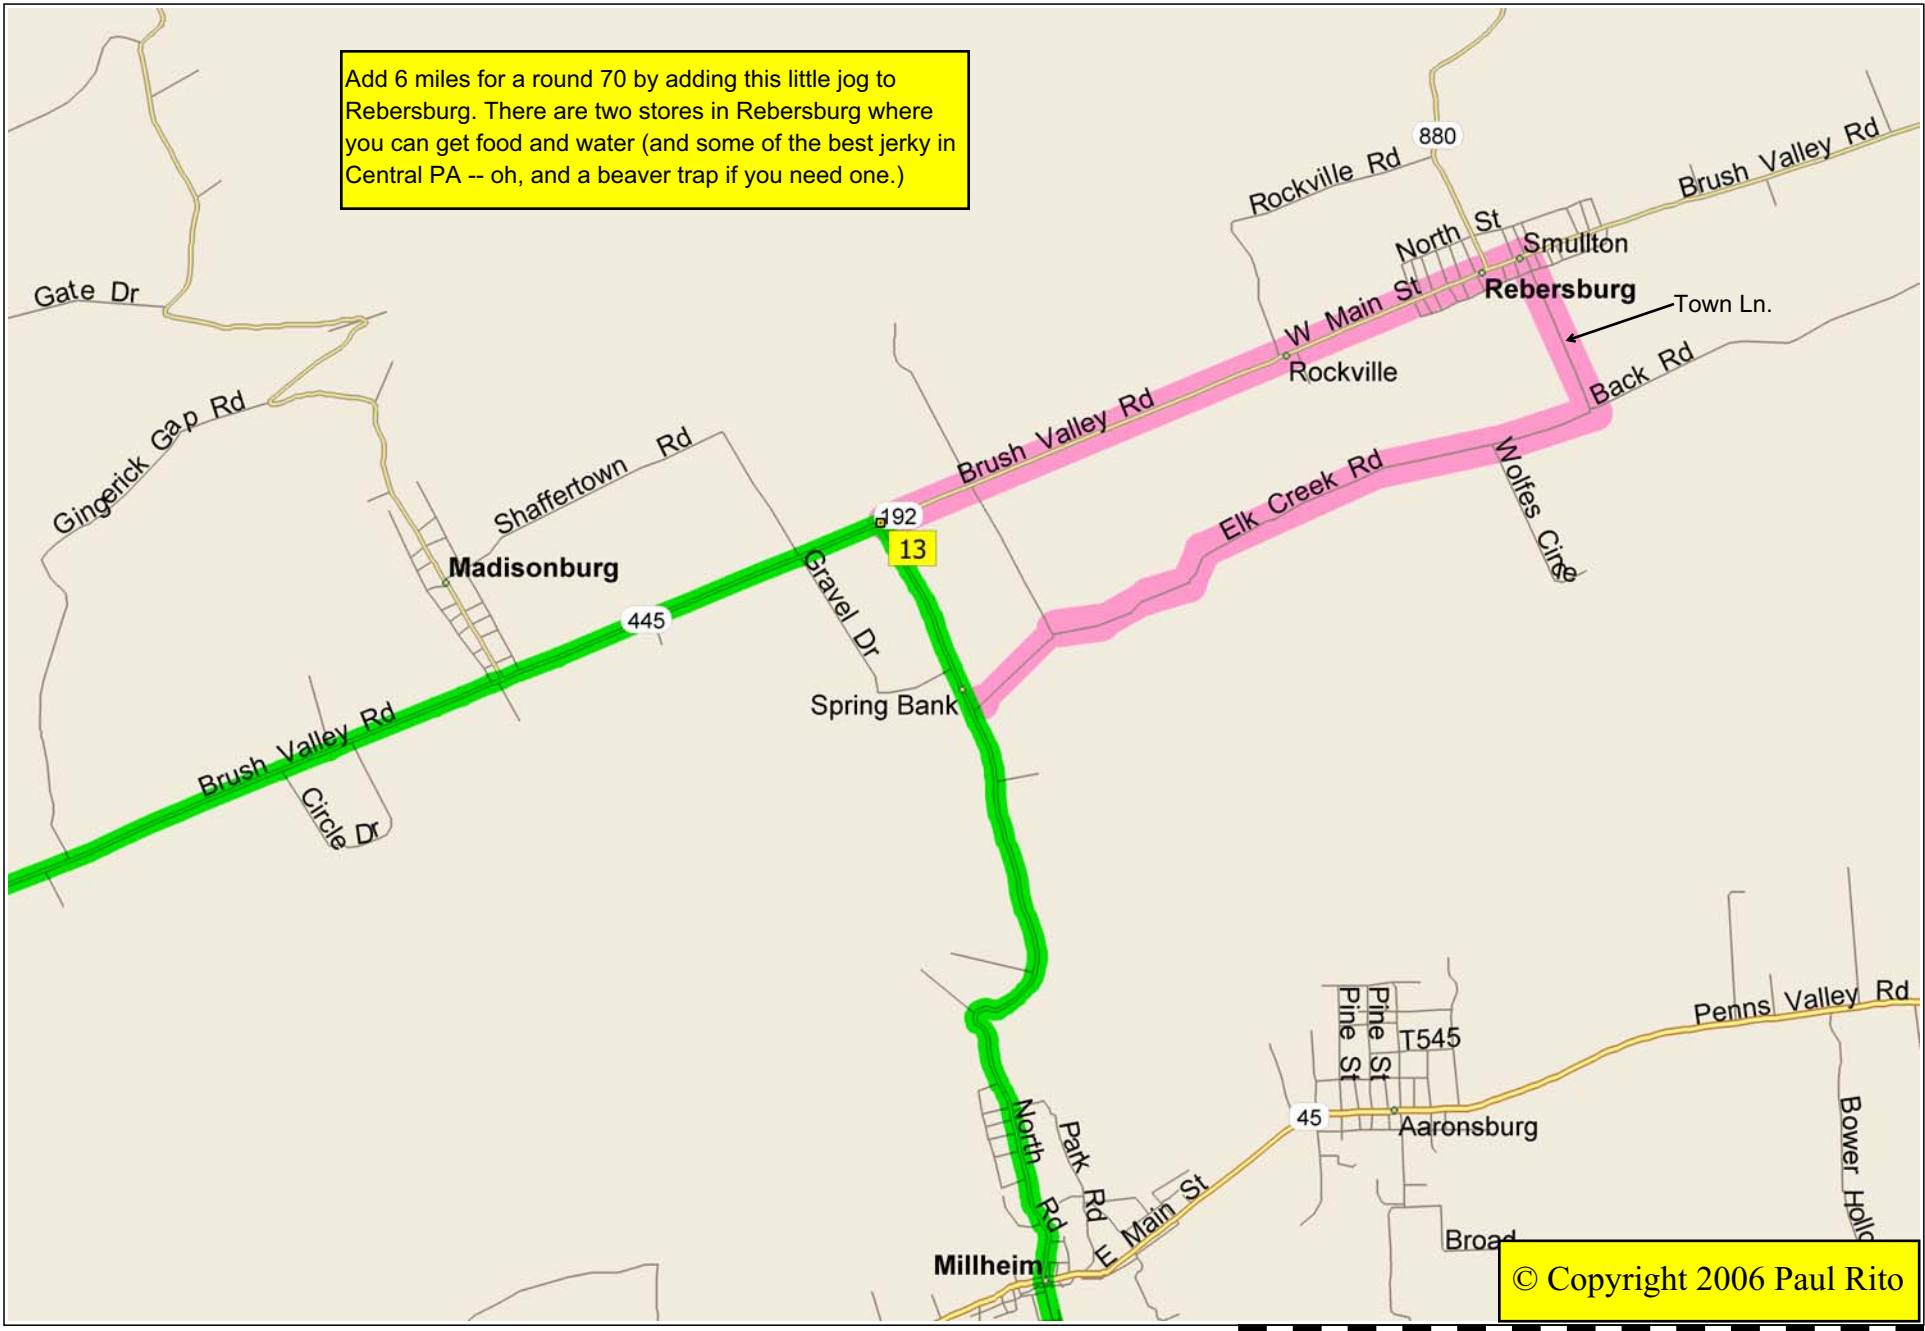 Add 6 miles for a round 70 by adding this little jog to
Rebersburg. There are two stores in Rebersburg where
you can get food and water (and some of the best jerky in
Central PA -- oh, and a beaver trap if you need one.)
880
Rockville Rd
Brush Valley Rd
North St
Smullton
Rebersburg
Town Ln.
Gate Dr
W Main St
Rockville
Back Rd
Gingerick Gap Rd
Shaffertown Rd
Brush Valley Rd
Elk Creek Rd
Wolfes Circle
192
13
Madisonburg
Gravel Dr
445
Spring Bank
Brush Valley Rd
Circle Dr
Penns Valley Rd
Pine St
Pine St
T545
45
Aaronsburg
North Rd
Park Rd
E Main St
Bower Hollo
Broad
Millheim
© Copyright 2006 Paul Rito